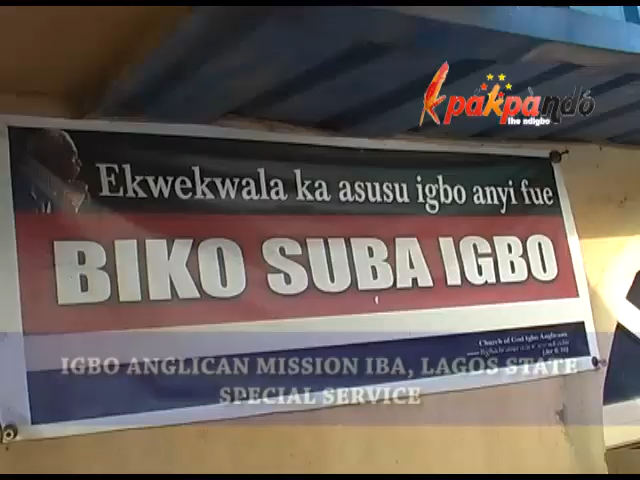 kpakpando
the ndigbo
Ekwekwala ka asusu igbo anyi fue
BIKO SUBA IGBO
Church of God Igbo Anglicans
IGBO ANGLICAN MISSION IBA, LAGOS STATE
SPECIAL SERVICE